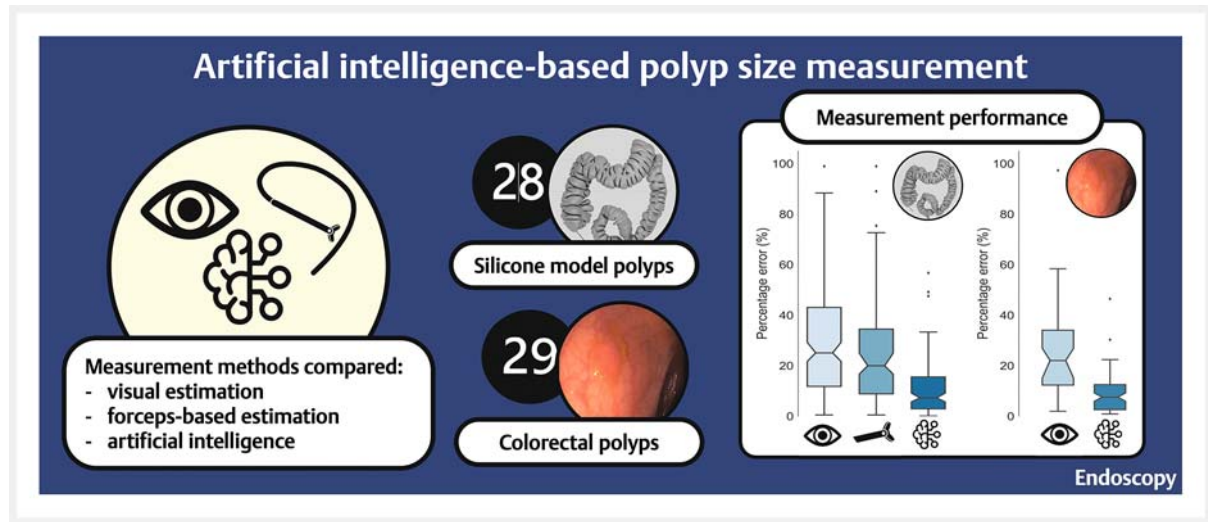 Artificial intelligence-based polyp size measurement
Measurement methods compared:
- visual estimation
- forceps-based estimation
- artificial intelligence
28
Silicone model polyps
29
Colorectal polyps
Measurement performance
Percentage error (%)
100
80
60
40
20
0
Percentage error (%)
100
80
60
40
20
0
Endoscopy